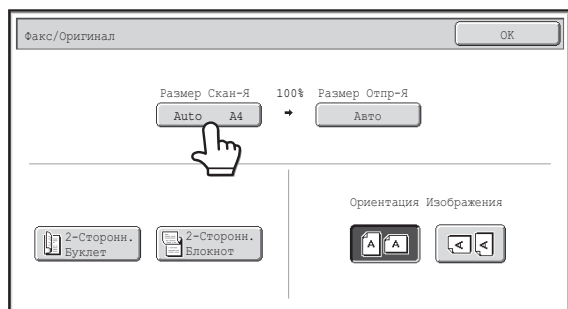 Факс/Оригинал
OK
Размер Скан-Я 100% Размер Отпр-Я
Auto A4 Авто
Ориентация Изображения
2-Сторонн.
Буклет
2-Сторонн.
Блокнот
A A A A